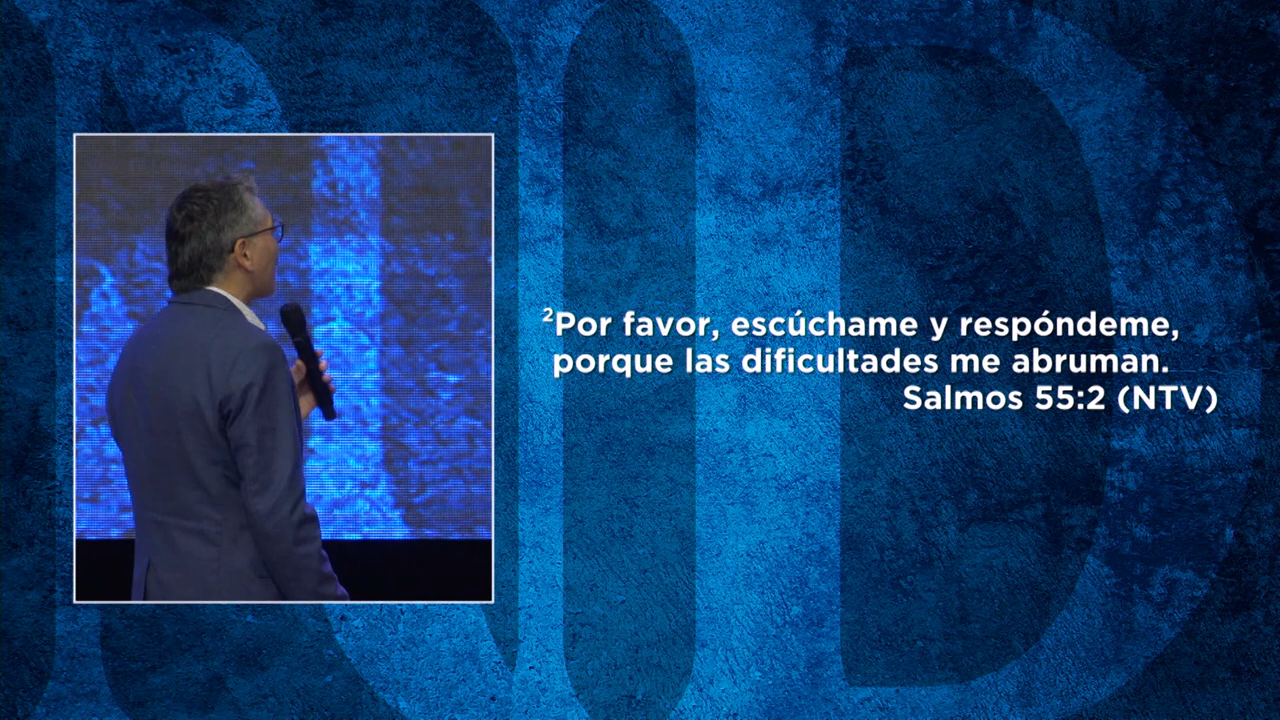 ²Por favor, escúchame y respóndeme,
porque las dificultades me abruman.
Salmos 55:2 (NTV)